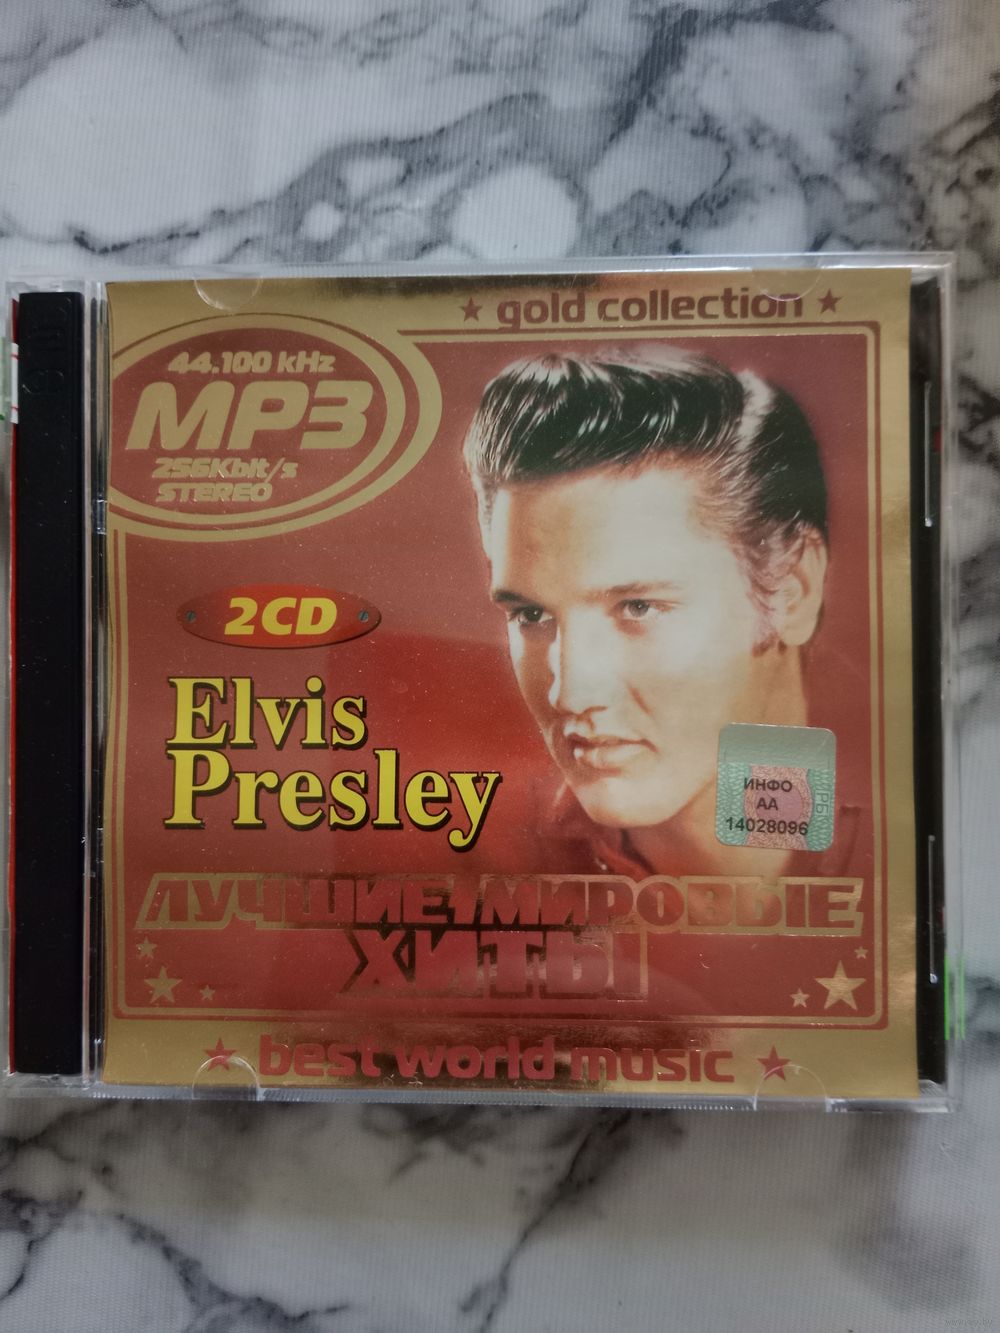 gold collection
44.100 kHz
MP3
256Kbit/s
STEREO
2CD
Elvis
Presley
ИНФО
АА
14028096
РБ
ЛУЧШИЕ МИРОВЫЕ
ХИТЫ
best world music